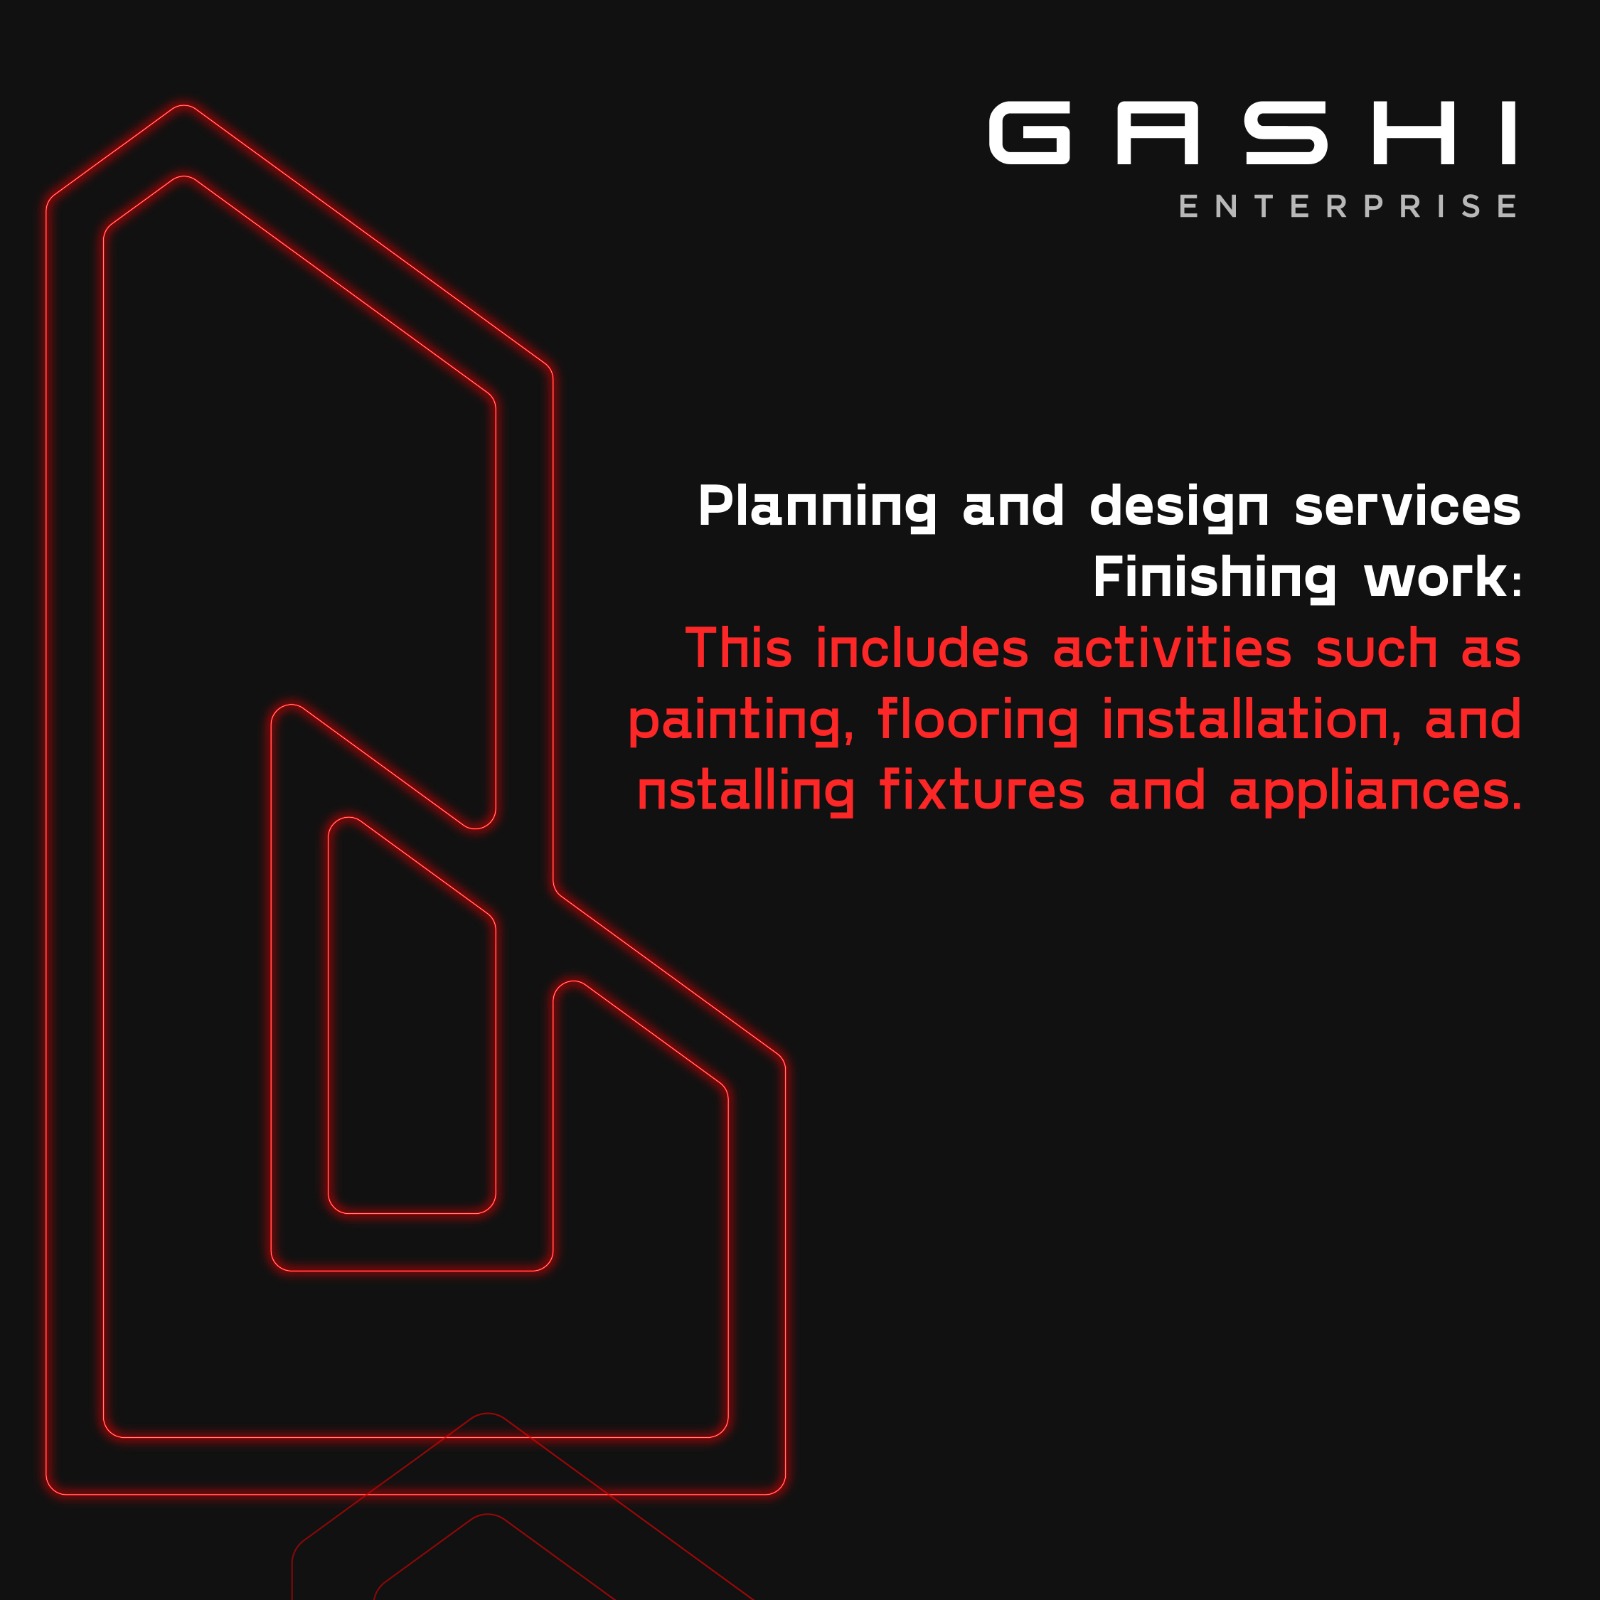 GASHI
ENTERPRISE
Planning and design services
Finishing work:
This includes activities such as
painting, flooring installation, and
nstalling fixtures and appliances.